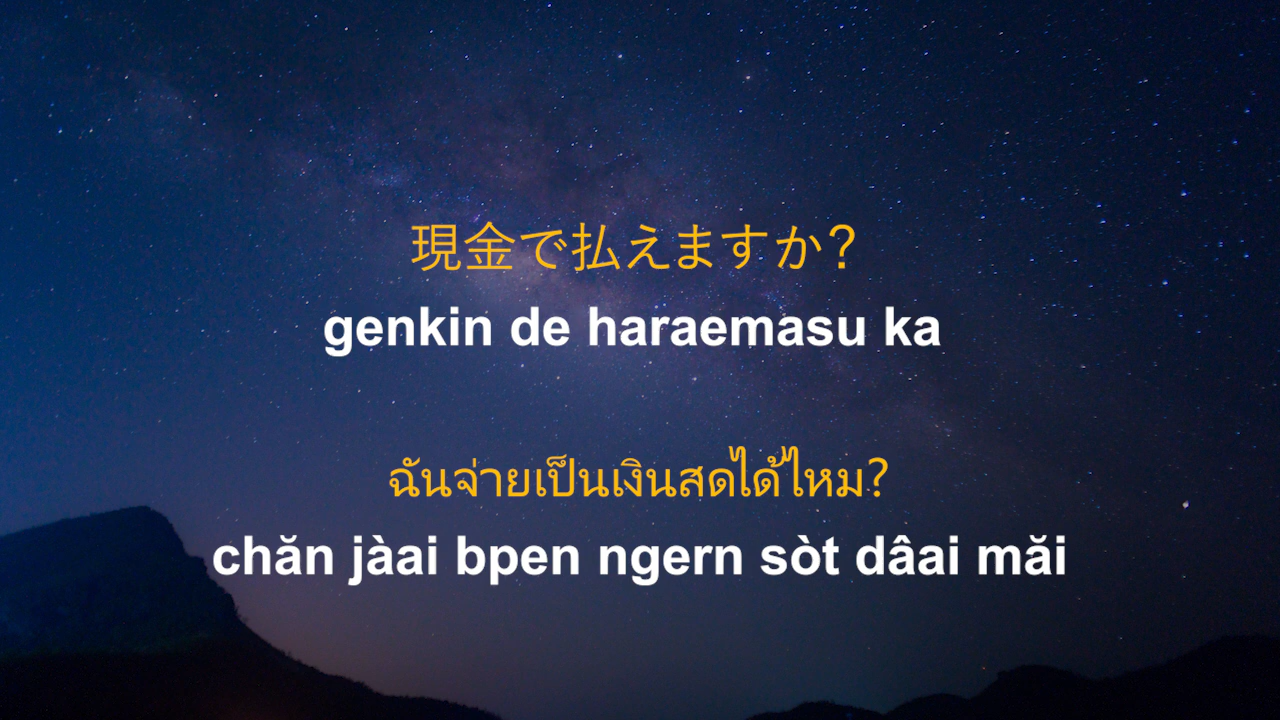 現金で払えますか?
genkin de haraemasu ka
ฉันจ่ายเป็นเงินสดได้ไหม?
chăn jàai bpen ngern sòt dâai măi